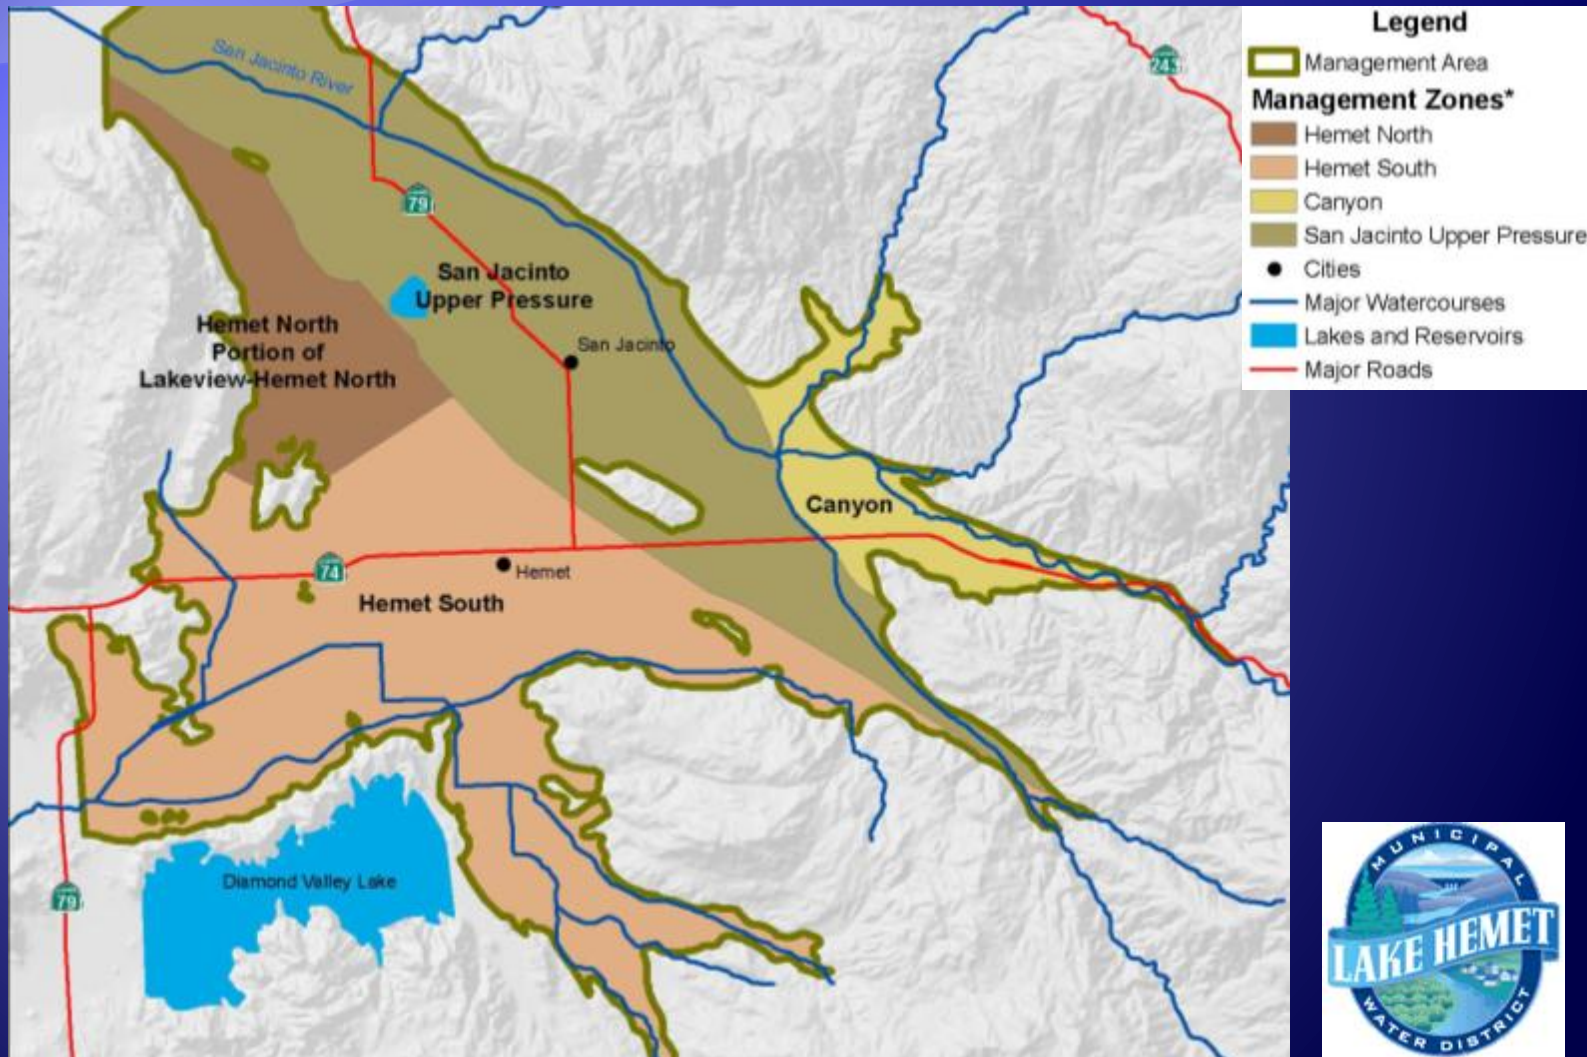 San Jacinto River
79
San Jacinto
Upper Pressure
Hemet North
Portion of
Lakeview-Hemet North
San Jacinto
Canyon
74
Hemet
Hemet South
Diamond Valley Lake
79
243
Legend
Management Area
Management Zones*
Hemet North
Hemet South
Canyon
San Jacinto Upper Pressure
Cities
Major Watercourses
Lakes and Reservoirs
Major Roads
MUNICIPAL
LAKE HEMET
WATER DISTRICT